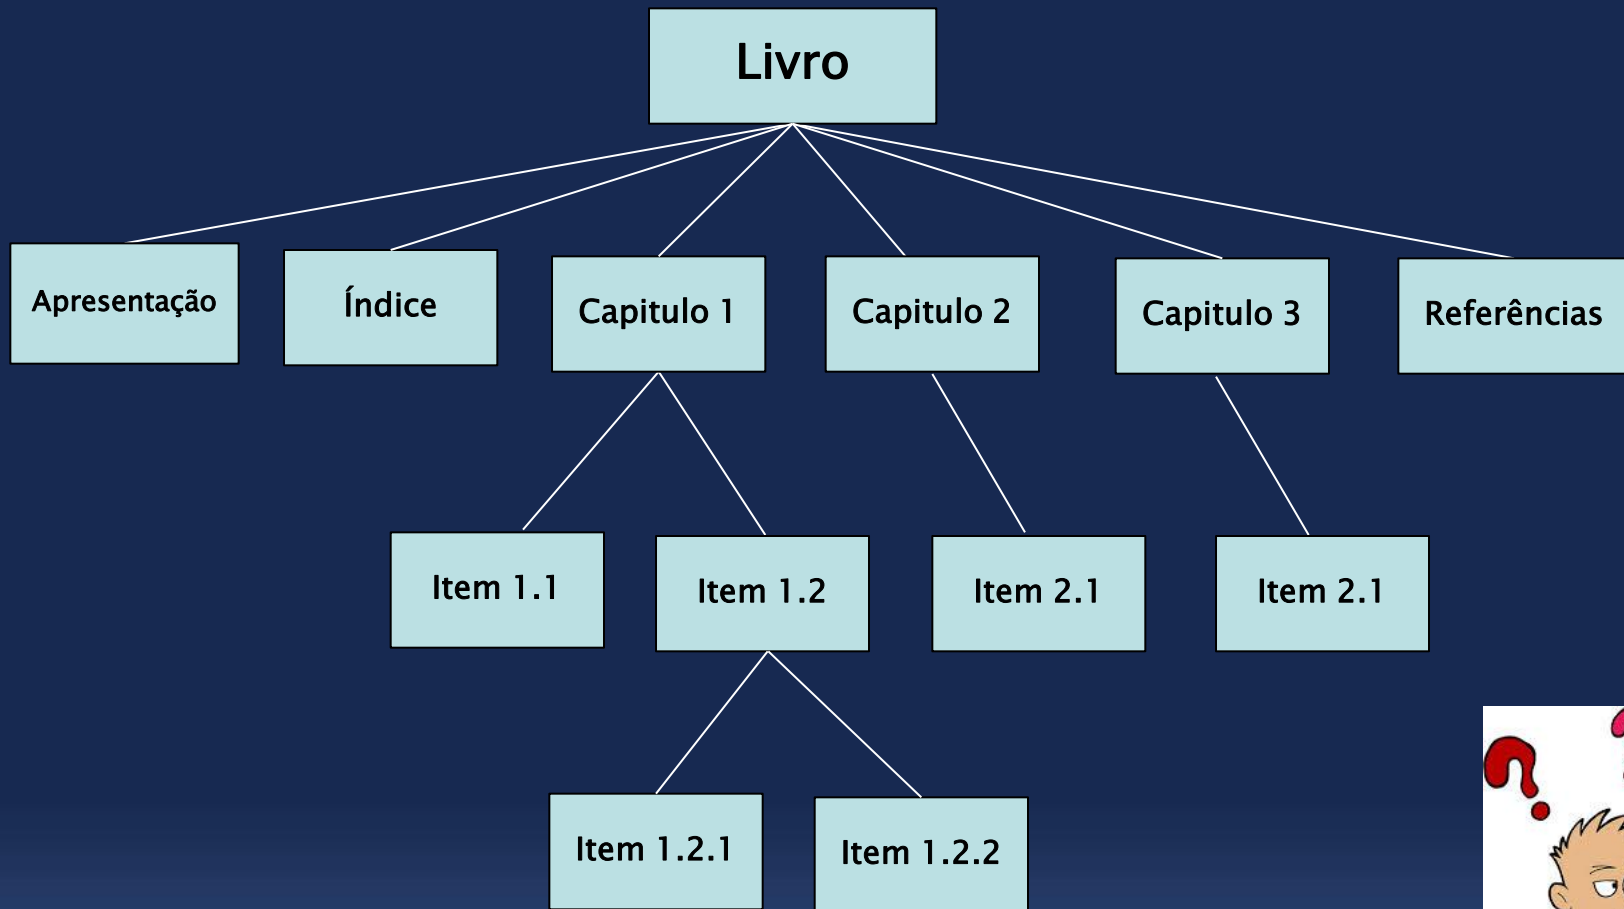 Livro
Apresentação
Índice
Capitulo 1
Capitulo 2
Capitulo 3
Referências
Item 1.1
Item 1.2
Item 2.1
Item 2.1
Item 1.2.1
Item 1.2.2